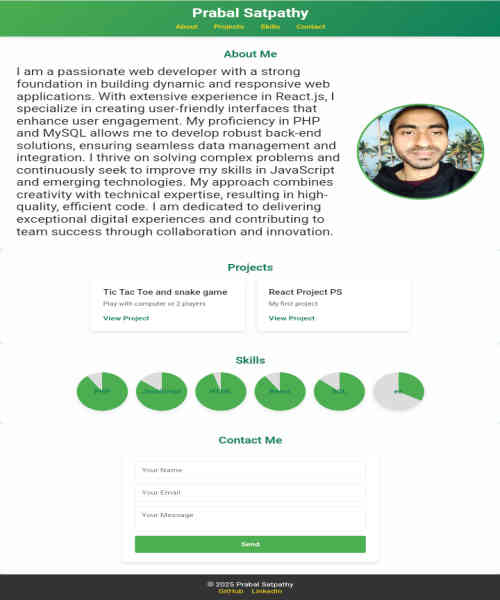 Prabal Satpathy
About Projects Skills Contact
About Me
I am a passionate web developer with a strong
foundation in building dynamic and responsive web
applications. With extensive experience in React.js, I
specialize in creating user-friendly interfaces that
enhance user engagement. My proficiency in PHP
and MySQL allows me to develop robust back-end
solutions, ensuring seamless data management and
integration. I thrive on solving complex problems and
continuously seek to improve my skills in JavaScript
and emerging technologies. My approach combines
creativity with technical expertise, resulting in high-
quality, efficient code. I am dedicated to delivering
exceptional digital experiences and contributing to
team success through collaboration and innovation.
Projects
Tic Tac Toe and snake game
Play with computer or 2 players
View Project
React Project PS
My first project
View Project
Skills
PHP
JavaScript
HTML
SQL
Contact Me
Your Name
Your Email
Your Message
Send
© 2025 Prabal Satpathy
GitHub LinkedIn